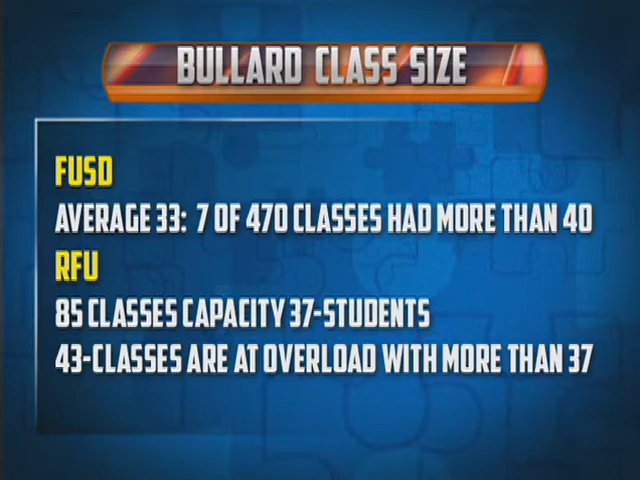 BULLARD CLASS SIZE
FUSD
AVERAGE 33: 7 OF 470 CLASSES HAD MORE THAN 40
RFU
85 CLASSES CAPACITY 37-STUDENTS
43-CLASSES ARE AT OVERLOAD WITH MORE THAN 37